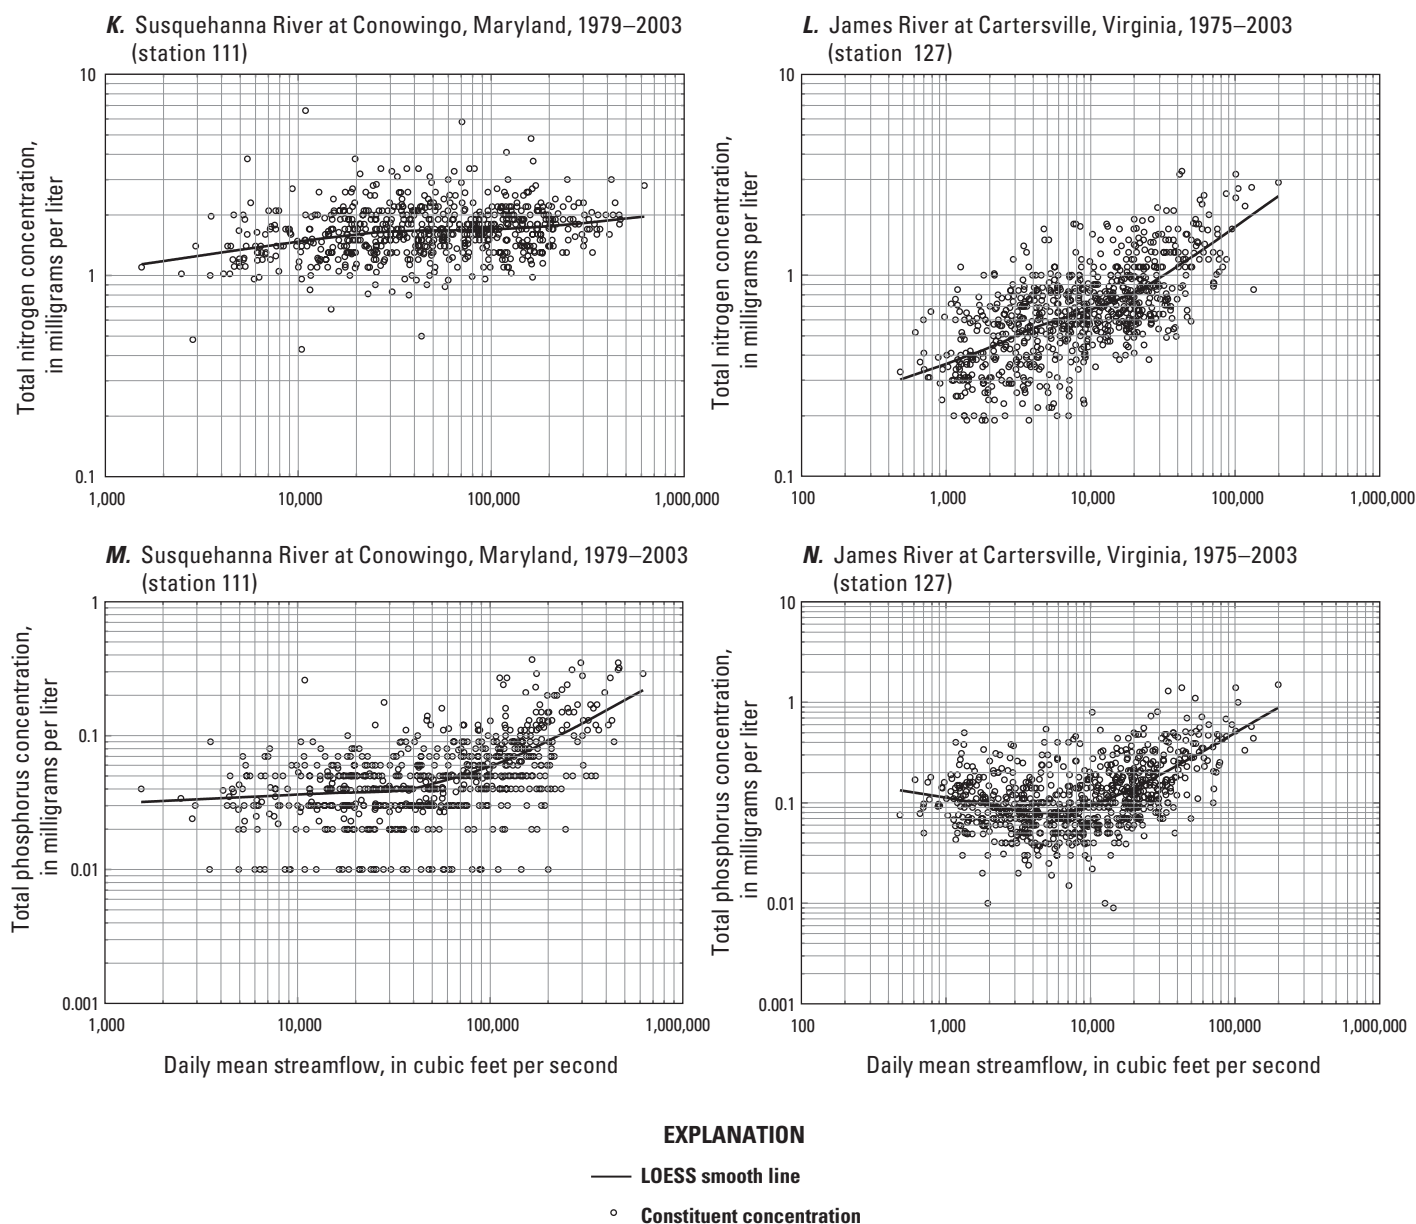 K. Susquehanna River at Conowingo, Maryland, 1979–2003
(station 111)
Total nitrogen concentration,
in milligrams per liter
10
1
0.1
1,000
10,000
100,000
1,000,000
L. James River at Cartersville, Virginia, 1975–2003
(station 127)
Total nitrogen concentration,
in milligrams per liter
10
1
0.1
100
1,000
10,000
100,000
1,000,000
M. Susquehanna River at Conowingo, Maryland, 1979–2003
(station 111)
Total phosphorus concentration,
in milligrams per liter
1
0.1
0.01
0.001
1,000
10,000
100,000
1,000,000
Daily mean streamflow, in cubic feet per second
N. James River at Cartersville, Virginia, 1975–2003
(station 127)
Total phosphorus concentration,
in milligrams per liter
10
1
0.1
0.01
0.001
100
1,000
10,000
100,000
1,000,000
Daily mean streamflow, in cubic feet per second
EXPLANATION
LOESS smooth line
Constituent concentration